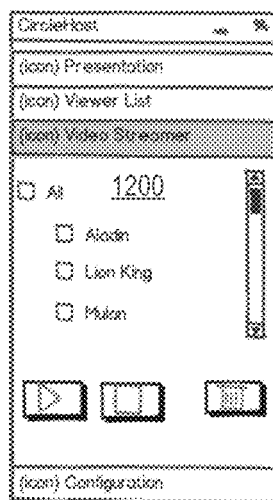 CircleHost
(icon) Presentation
(icon) Viewer List
(icon) Video Streamer
All 1200
Aladin
Lion King
Mulan
(icon) Configuration